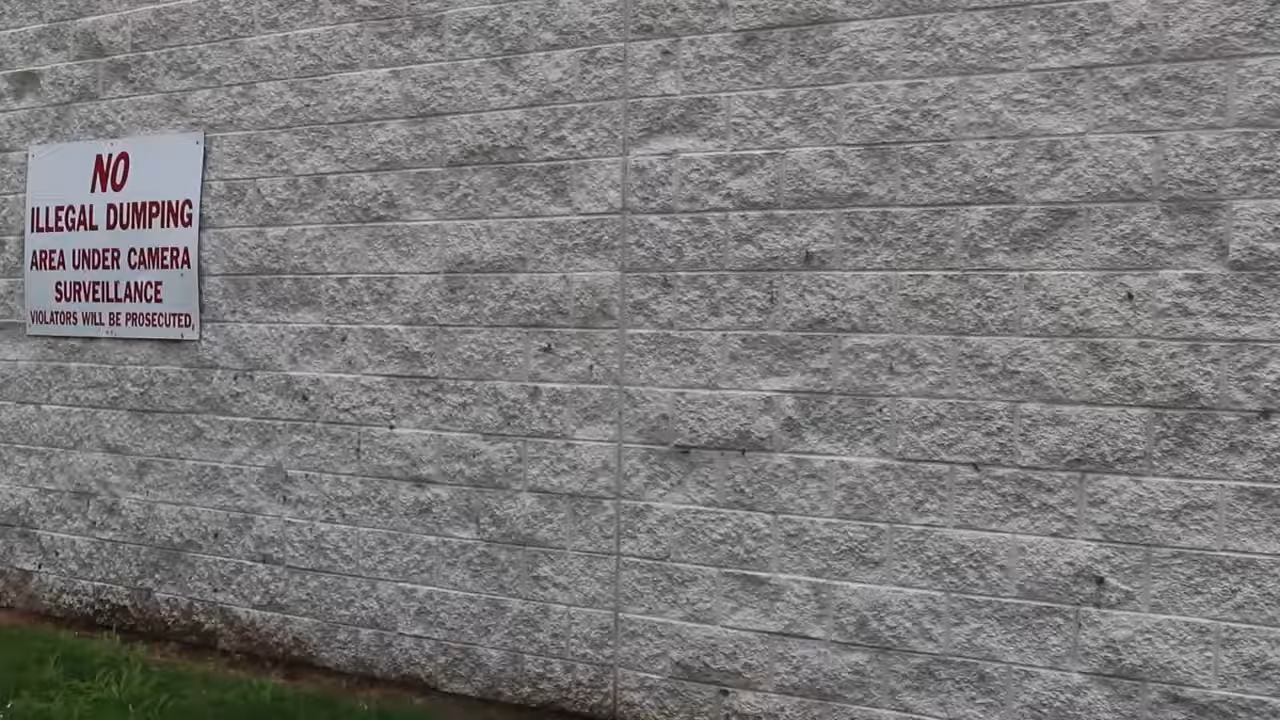 NO
ILLEGAL DUMPING
AREA UNDER CAMERA
SURVEILLANCE
VIOLATORS WILL BE PROSECUTED,